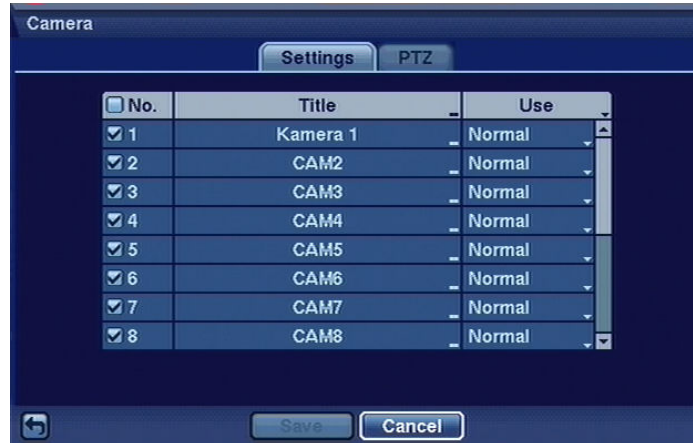 Camera
Settings PTZ
No. Title Use
1 Kamera 1 Normal
2 CAM2 Normal
3 CAM3 Normal
4 CAM4 Normal
5 CAM5 Normal
6 CAM6 Normal
7 CAM7 Normal
8 CAM8 Normal
Save Cancel